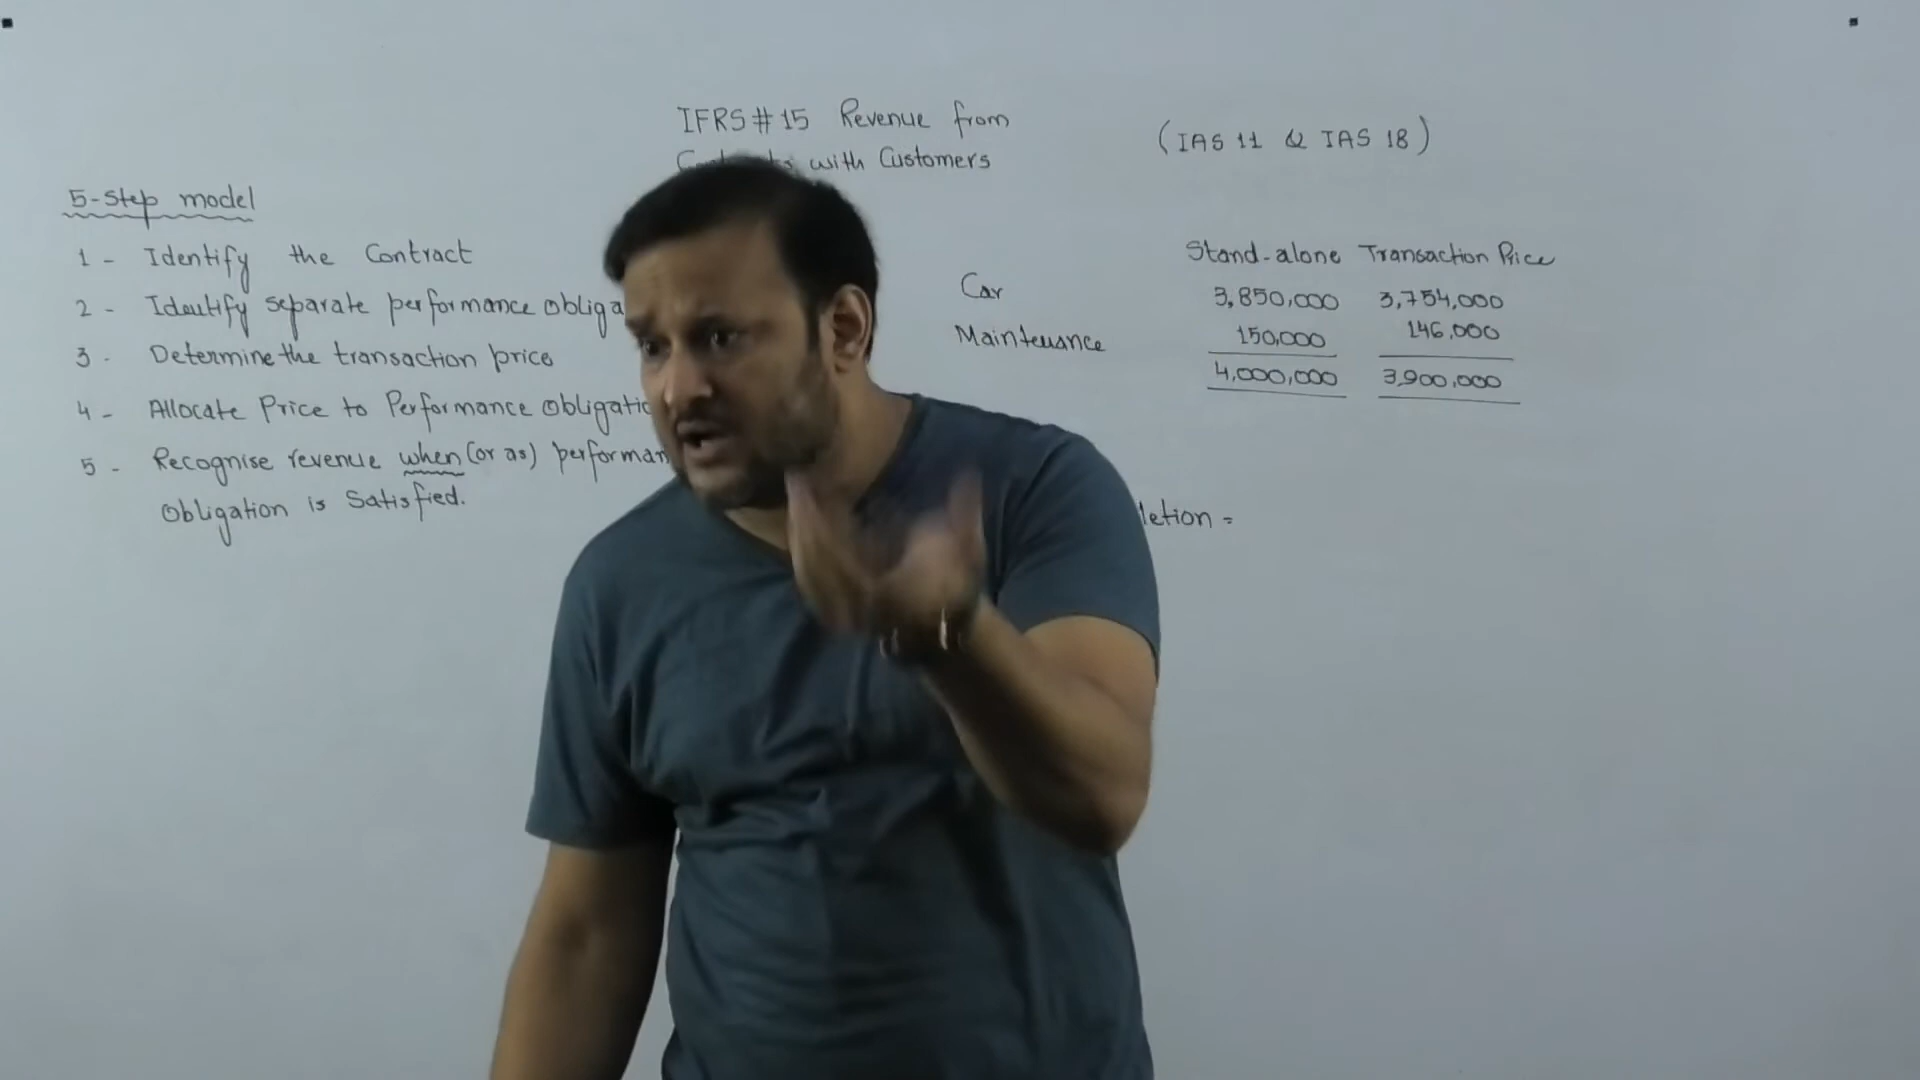 IFRS # 15 Revenue from
with Customers
(IAS 11 & IAS 18)
5-Step model
1 - Identify the Contract
2 - Identify separate performance obliga
3 - Determine the transaction price
4 - Allocate Price to Performance Obligatio
5 - Recognise revenue when (or as) performan
Obligation is Satisfied.
Stand-alone Transaction Price
Car 3,850,000 3,754,000
Maintenance 150,000 146,000
4,000,000 3,900,000
letion =